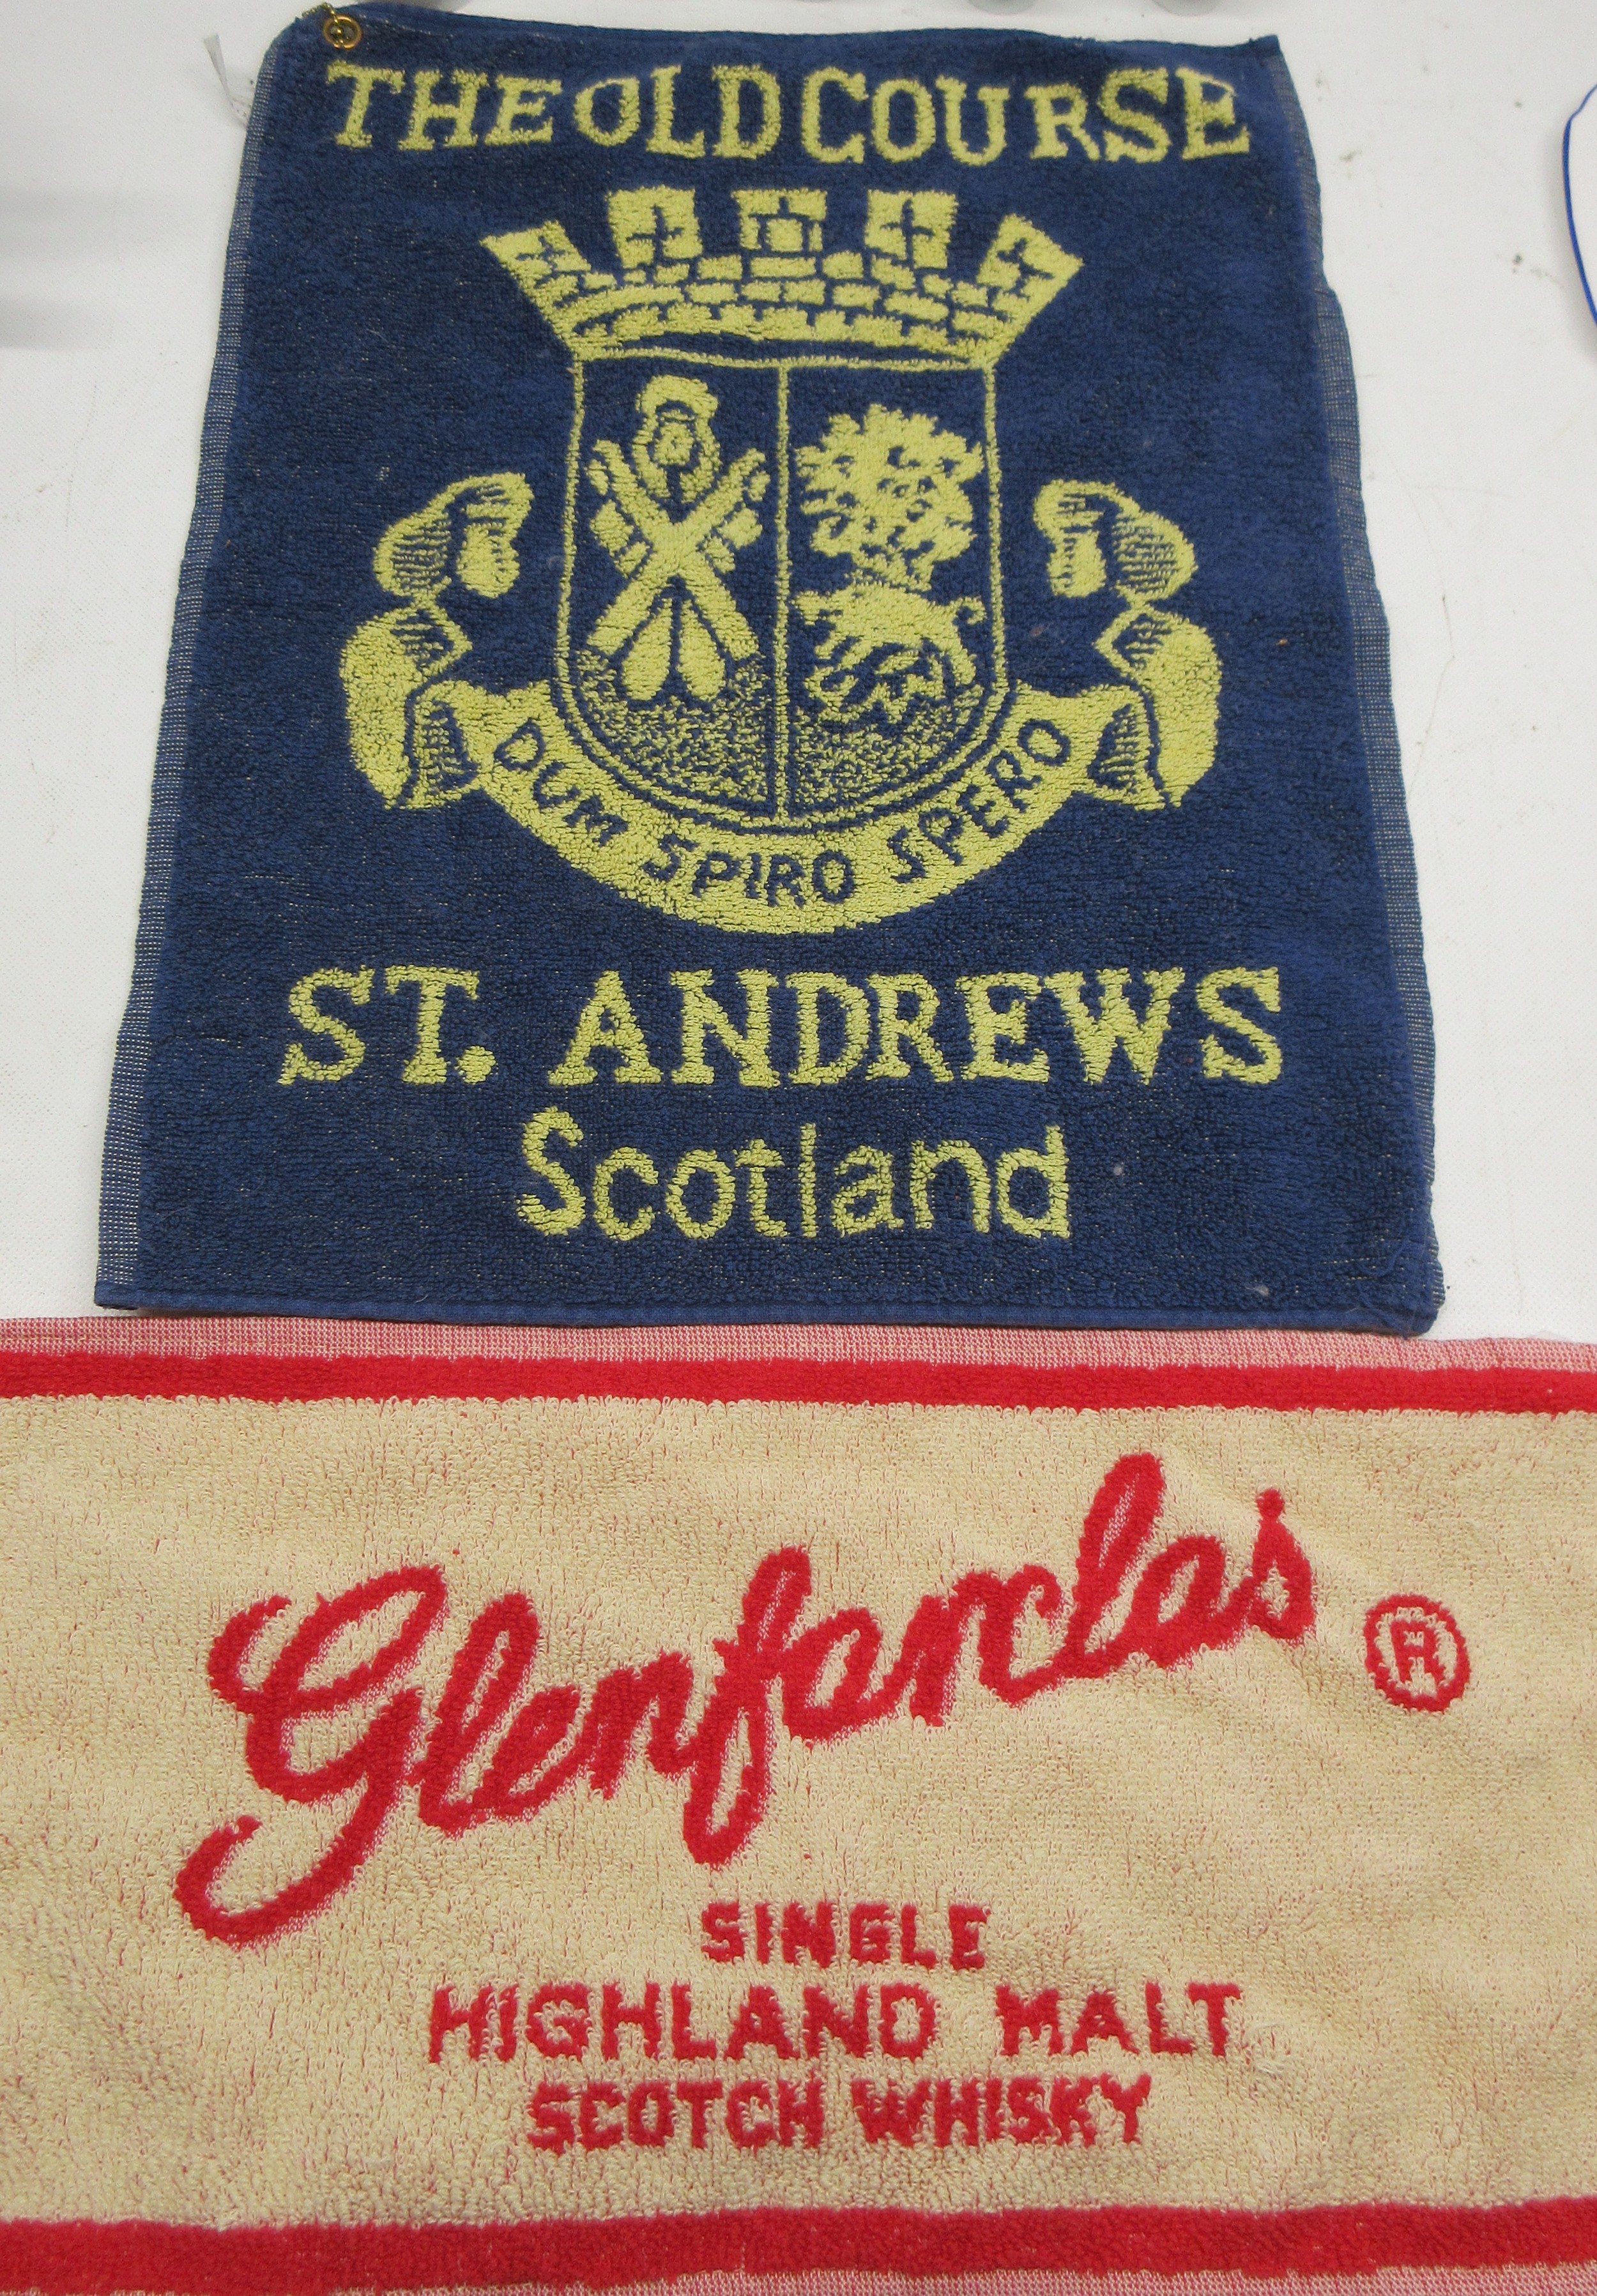 THE OLD COURSE
DUM SPIRO SPERO
ST. ANDREWS
Scotland
Glenfarclas ®
SINGLE
HIGHLAND MALT
SCOTCH WHISKY